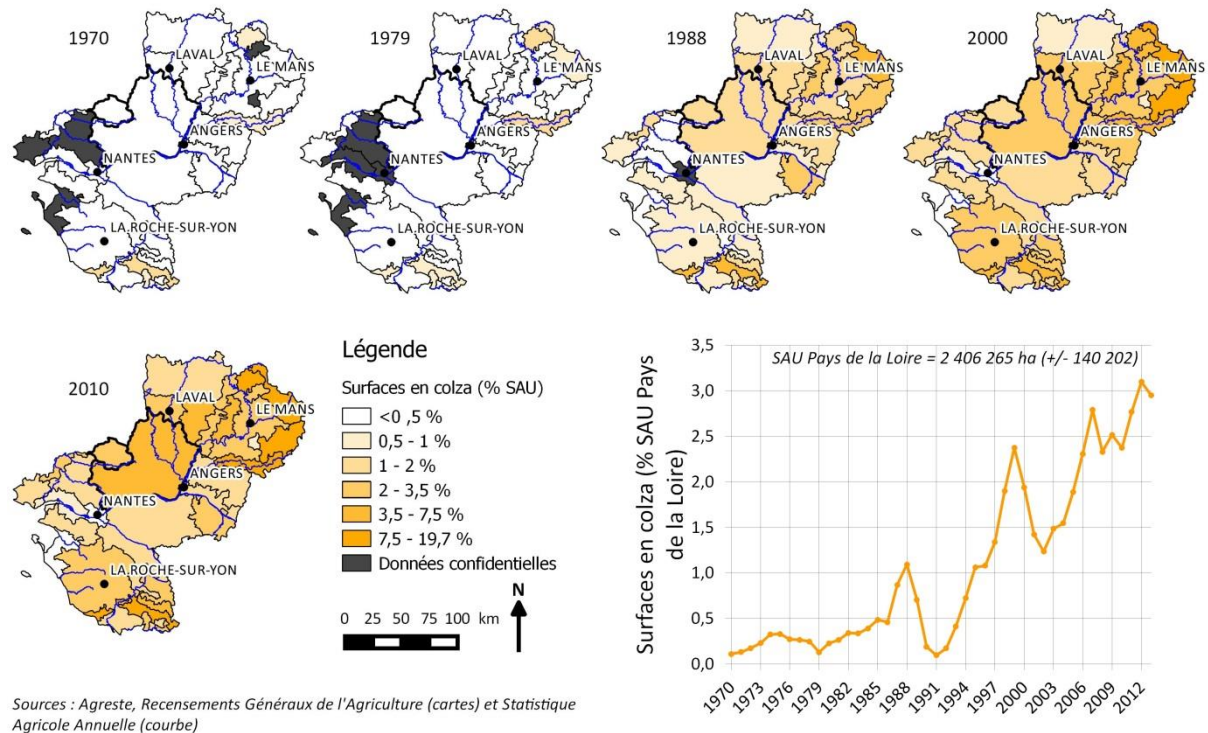 1970
LAVAL
LE MANS
ANGERS
NANTES
LA ROCHE-SUR-YON
1979
LAVAL
LE MANS
ANGERS
NANTES
LA ROCHE-SUR-YON
1988
LAVAL
LE MANS
ANGERS
NANTES
LA ROCHE-SUR-YON
2000
LAVAL
LE MANS
ANGERS
NANTES
LA ROCHE-SUR-YON
2010
LAVAL
LE MANS
ANGERS
NANTES
LA ROCHE-SUR-YON
Légende
Surfaces en colza (% SAU)
<0 ,5 %
0,5 - 1 %
1 - 2 %
2 - 3,5 %
3,5 - 7,5 %
7,5 - 19,7 %
Données confidentielles
0 25 50 75 100 km
N
Surfaces en colza (% SAU Pays
de la Loire)
SAU Pays de la Loire = 2 406 265 ha (+/- 140 202)
3,5
3,0
2,5
2,0
1,5
1,0
0,5
0,0
1970 1973 1976 1979 1982 1985 1988 1991 1994 1997 2000 2003 2006 2009 2012
Sources : Agreste, Recensements Généraux de l'Agriculture (cartes) et Statistique
Agricole Annuelle (courbe)